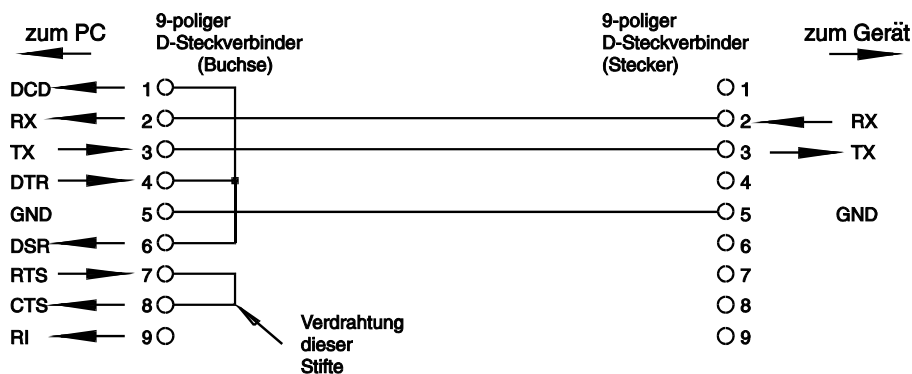 zum PC
9-poliger
D-Steckverbinder
(Buchse)
9-poliger
D-Steckverbinder
(Stecker)
zum Gerät
DCD 1 1
RX 2 2 RX
TX 3 3 TX
DTR 4 4
GND 5 5 GND
DSR 6 6
RTS 7 7
CTS 8 8
RI 9 9
Verdrahtung
dieser
Stifte